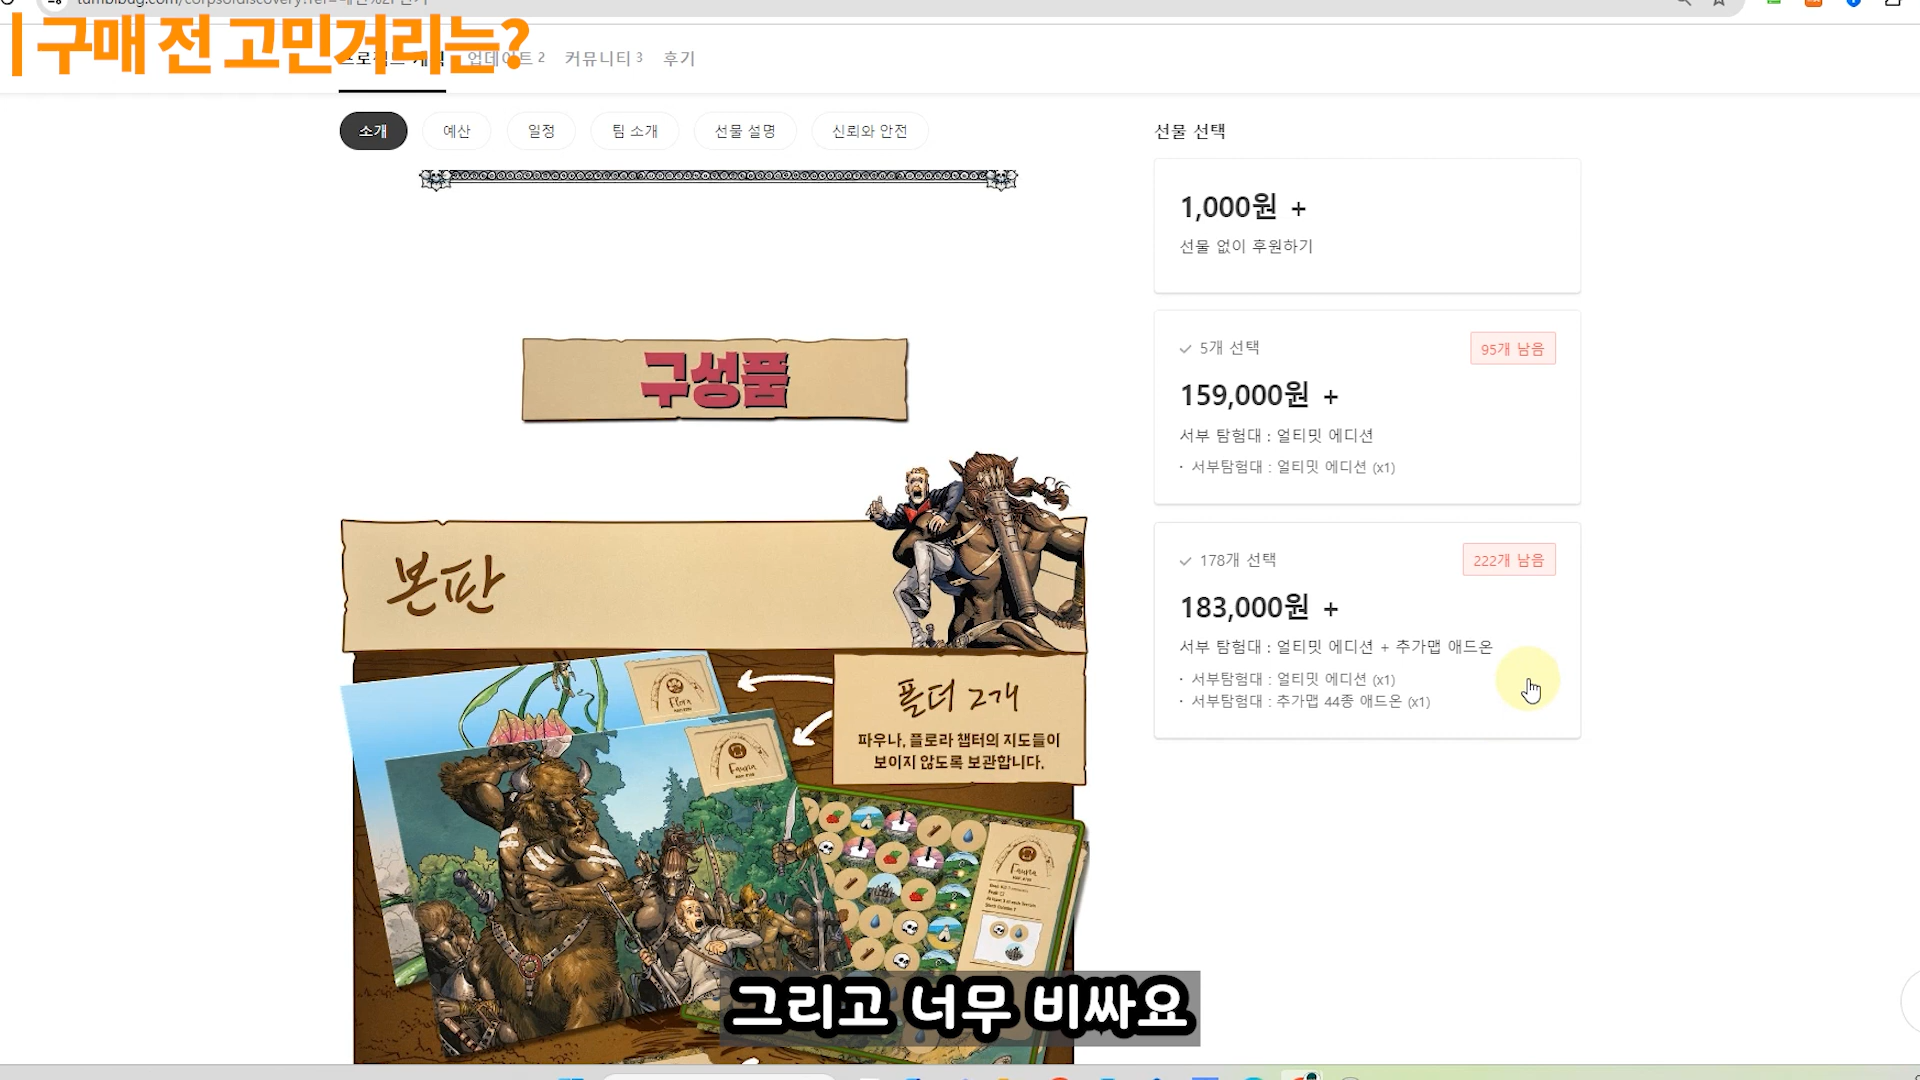 구매 전 고민거리는?
업데이트 2 커뮤니티 3 후기
소개 예산 일정 팀 소개 선물 설명 신뢰와 안전
선물 선택
1,000원 +
선물 없이 후원하기
5개 선택
95개 남음
159,000원 +
서부 탐험대 : 얼티밋 에디션
· 서부탐험대 : 얼티밋 에디션 (x1)
178개 선택
222개 남음
183,000원 +
서부 탐험대 : 얼티밋 에디션 + 추가맵 애드온
· 서부탐험대 : 얼티밋 에디션 (x1)
· 서부탐험대 : 추가맵 44종 애드온 (x1)
구성품
본판
폴더 2개
파우나, 플로라 챕터의 지도들이
보이지 않도록 보관합니다.
Flora
Fauna
Fauna
그리고 너무 비싸요